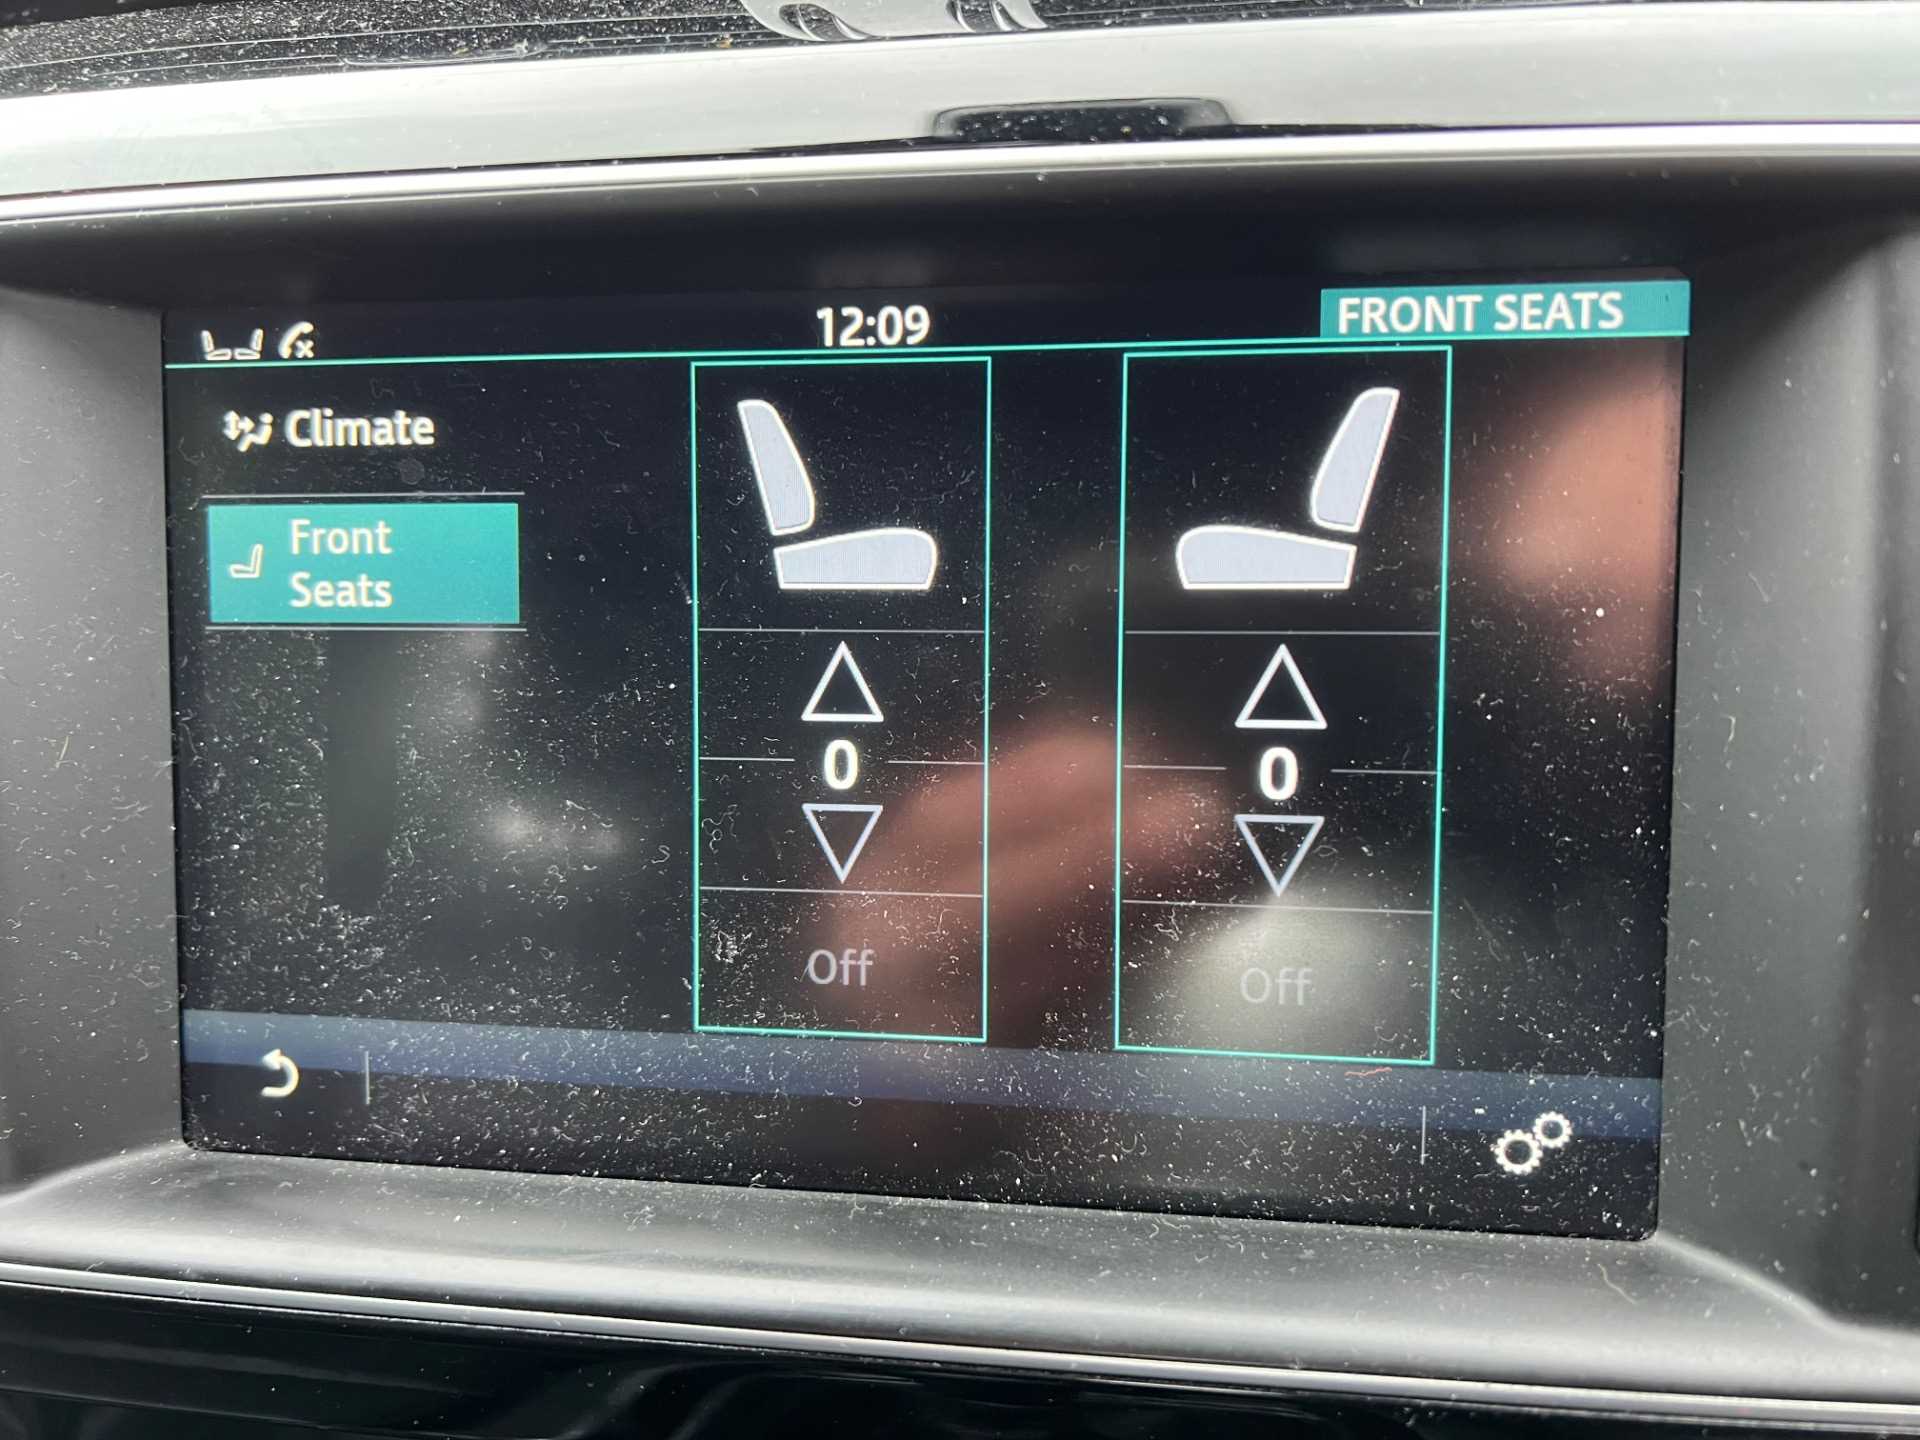 12:09
FRONT SEATS
Climate
Front
Seats
0
0
Off
Off